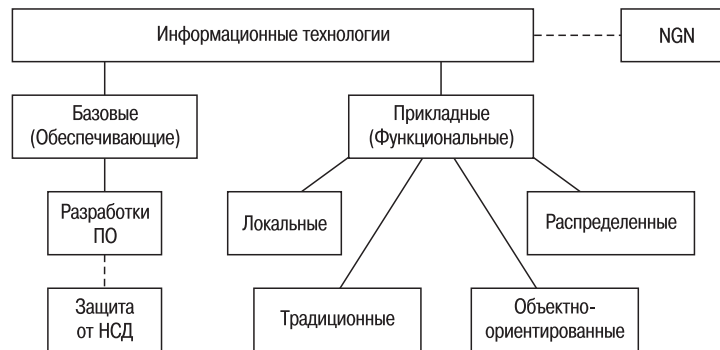 Информационные технологии
NGN
Базовые
(Обеспечивающие)
Прикладные
(Функциональные)
Разработки
ПО
Локальные
Распределенные
Защита
от НСД
Традиционные
Объектно-
ориентированные